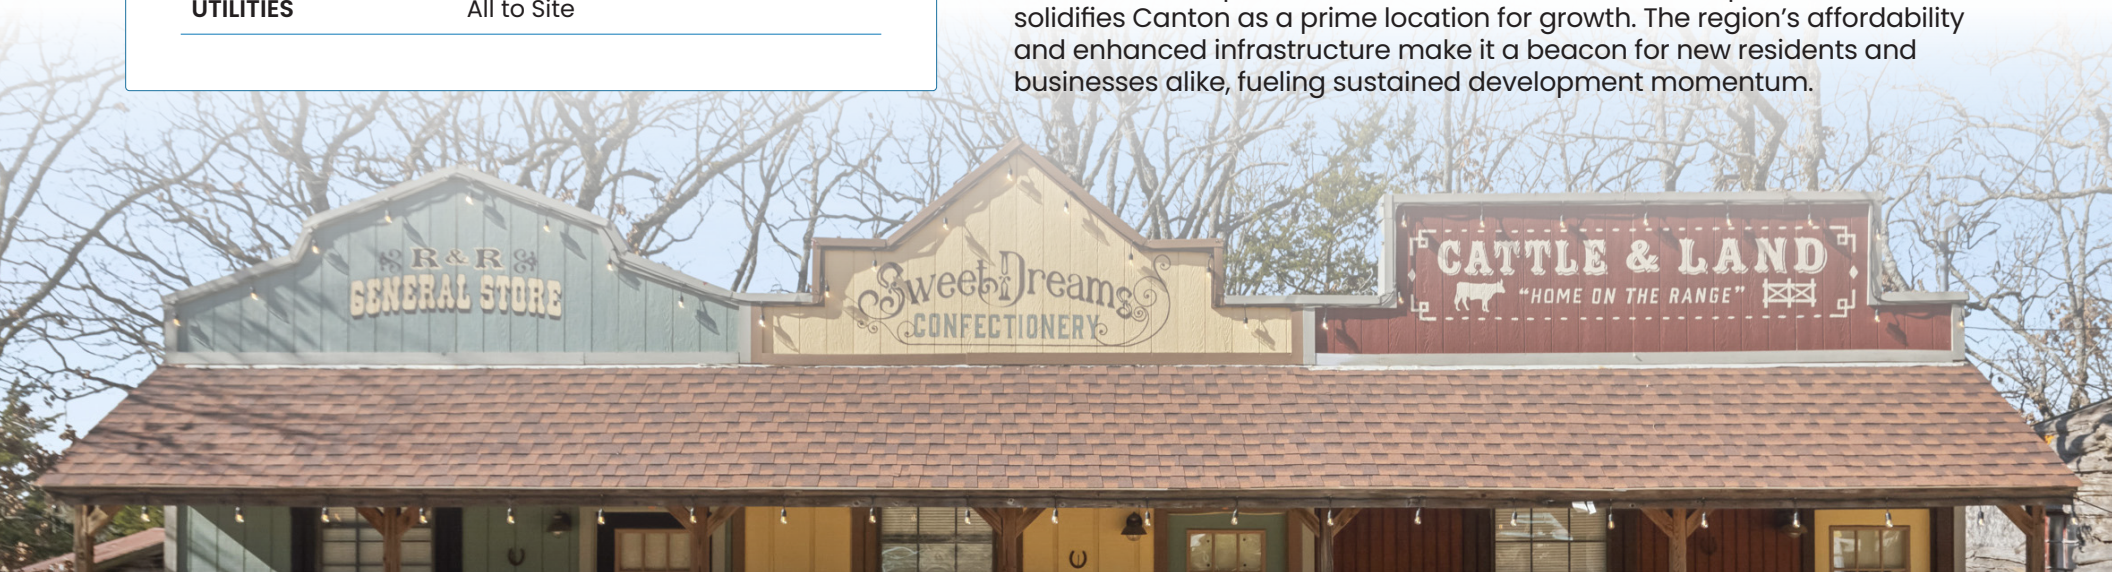 UTILITIES All to Site
solidifies Canton as a prime location for growth. The region’s affordability
and enhanced infrastructure make it a beacon for new residents and
businesses alike, fueling sustained development momentum.
R & R
GENERAL STORE
Sweet Dreams
CONFECTIONERY
CATTLE & LAND
“HOME ON THE RANGE”